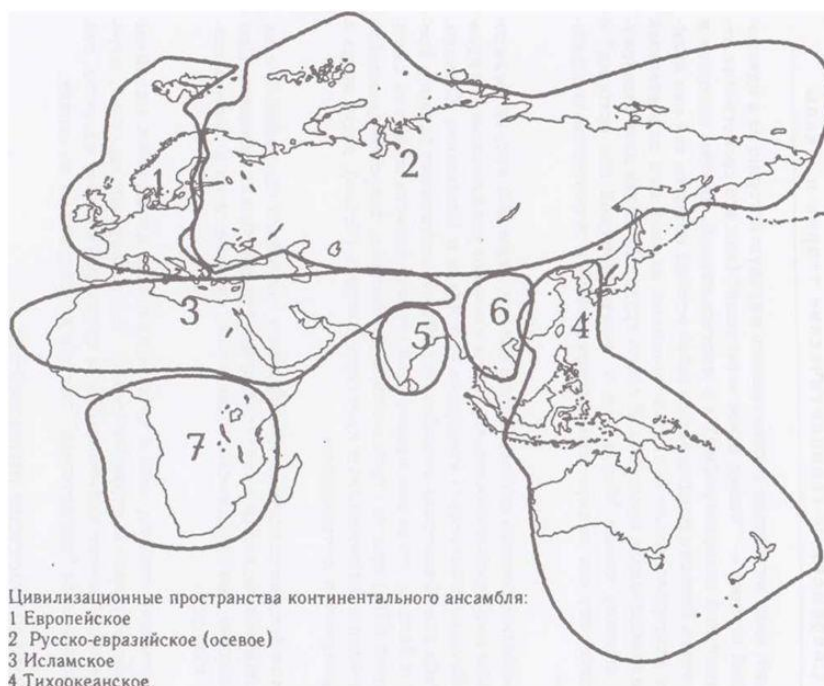 1
2
3
4
5
6
7
Цивилизационные пространства континентального ансамбля:
1 Европейское
2 Русско-евразийское (осевое)
3 Исламское
4 Тихоокеанское